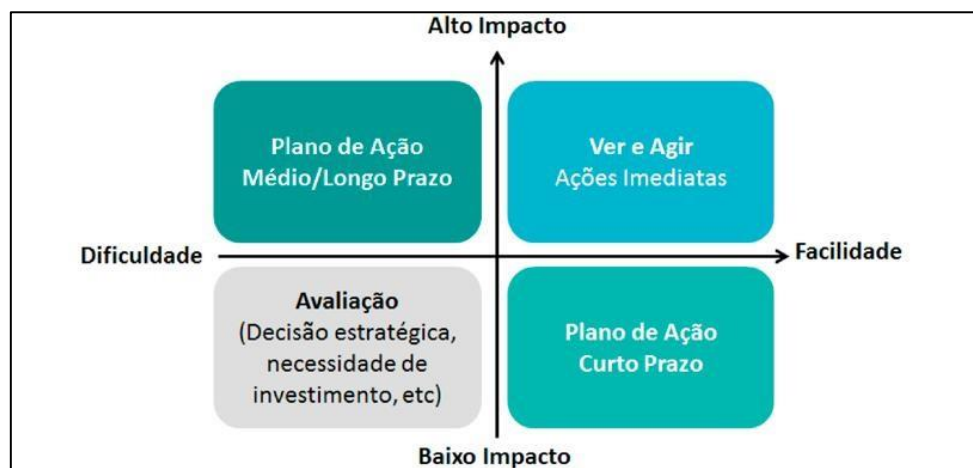 Alto Impacto
Plano de Ação
Médio/Longo Prazo
Ver e Agir
Ações Imediatas
Dificuldade
Facilidade
Avaliação
(Decisão estratégica,
necessidade de
investimento, etc)
Plano de Ação
Curto Prazo
Baixo Impacto